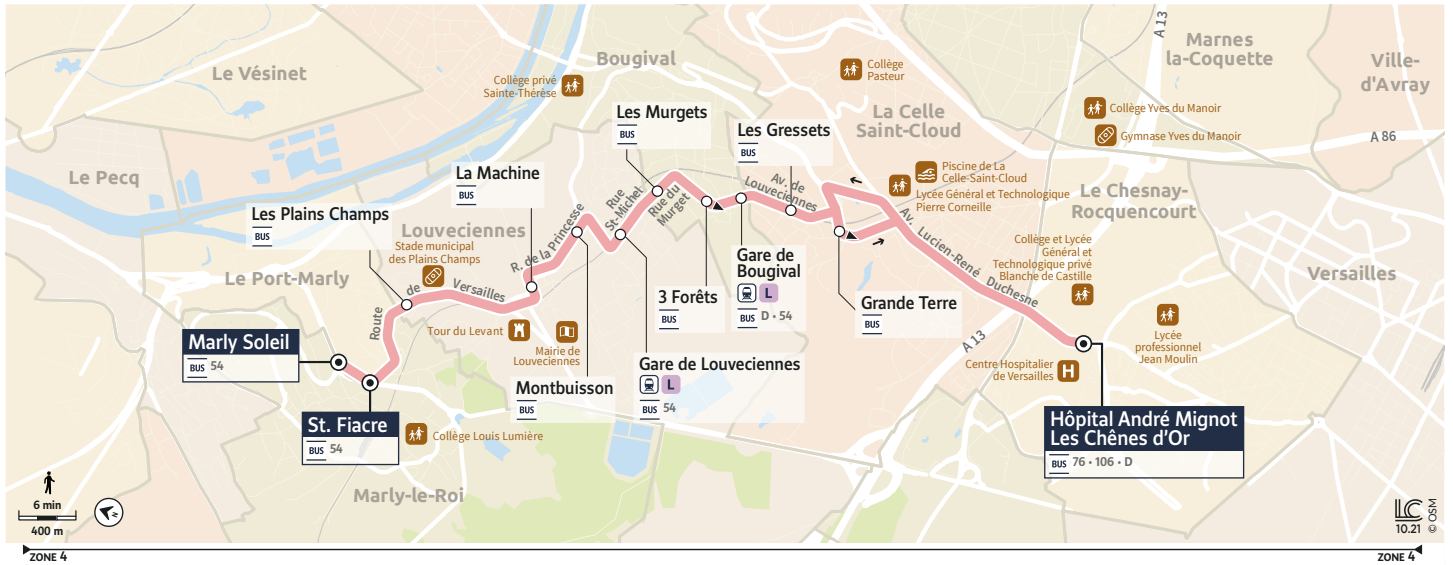 A 13
Marnes
la-Coquette
Ville-
d'Avray
Bougival
Le Vésinet
Collège privé
Sainte-Thérèse
Collège
Pasteur
La Celle
Saint-Cloud
Collège Yves du Manoir
Gymnase Yves du Manoir
A 86
Les Murgets
BUS
Les Gressets
BUS
La Machine
BUS
Le Pecq
Piscine de La
Celle-Saint-Cloud
Lycée Général et Technologique
Pierre Corneille
Le Chesnay-
Rocquencourt
Les Plains Champs
BUS
Louveciennes
Stade municipal
des Plains Champs
R. de la Princesse
Rue
St-Michel
Rue du
Murget
Av. de
Louveciennes
Av. Lucien-René Duchesne
Collège et Lycée
Général et
Technologique privé
Blanche de Castille
Versailles
Le Port-Marly
Route de Versailles
Gare de
Bougival
L
BUS D • 54
3 Forêts
BUS
Grande Terre
BUS
Tour du Levant
Mairie de
Louveciennes
Marly Soleil
BUS 54
Montbuisson
BUS
Gare de Louveciennes
L
BUS 54
A 13
Lycée
professionnel
Jean Moulin
Centre Hospitalier
de Versailles
H
St. Fiacre
BUS 54
Collège Louis Lumière
Hôpital André Mignot
Les Chênes d'Or
BUS 76 • 106 • D
Marly-le-Roi
6 min
400 m
N
LC
10.21
© OSM
ZONE 4
ZONE 4